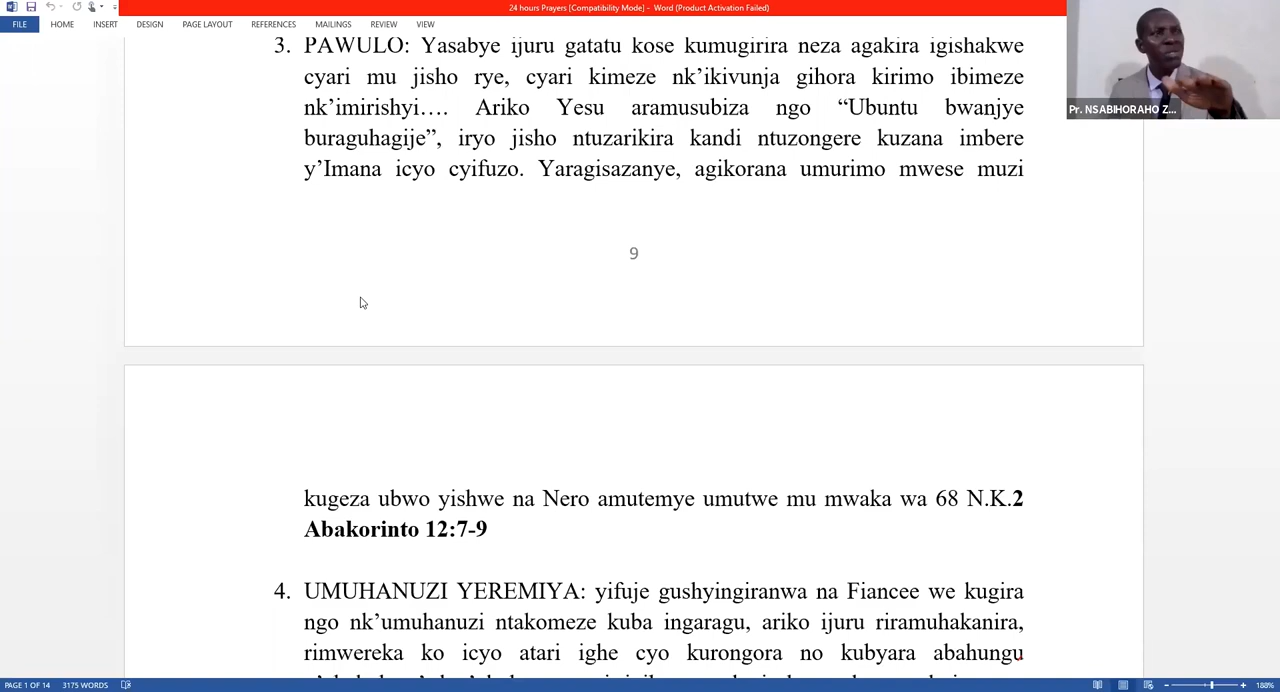 24 hours Prayers [Compatibility Mode] - Word (Product Activation Failed)
FILE HOME INSERT DESIGN PAGE LAYOUT REFERENCES MAILINGS REVIEW VIEW
3. PAWULO: Yasabye ijuru gatatu kose kumugirira neza agakira igishakwe
cyari mu jisho rye, cyari kimeze nk’ikivunja gihora kirimo ibimeze
nk’imirishyi…. Ariko Yesu aramusubiza ngo “Ubuntu bwanjye
buraguhagije”, iryo jisho ntuzarikira kandi ntuzongere kuzana imbere
y’Imana icyo cyifuzo. Yaragisazanye, agikorana umurimo mwese muzi
9
kugeza ubwo yishwe na Nero amutemye umutwe mu mwaka wa 68 N.K.2
Abakorinto 12:7-9
4. UMUHANUZI YEREMIYA: yifuje gushyingiranwa na Fiancee we kugira
ngo nk’umuhanuzi ntakomeze kuba ingaragu, ariko ijuru riramuhakanira,
rimwereka ko icyo atari ighe cyo kurongora no kubyara abahungu
Pr. NSABIHORAHO Z...
PAGE 1 OF 14 3175 WORDS
188%